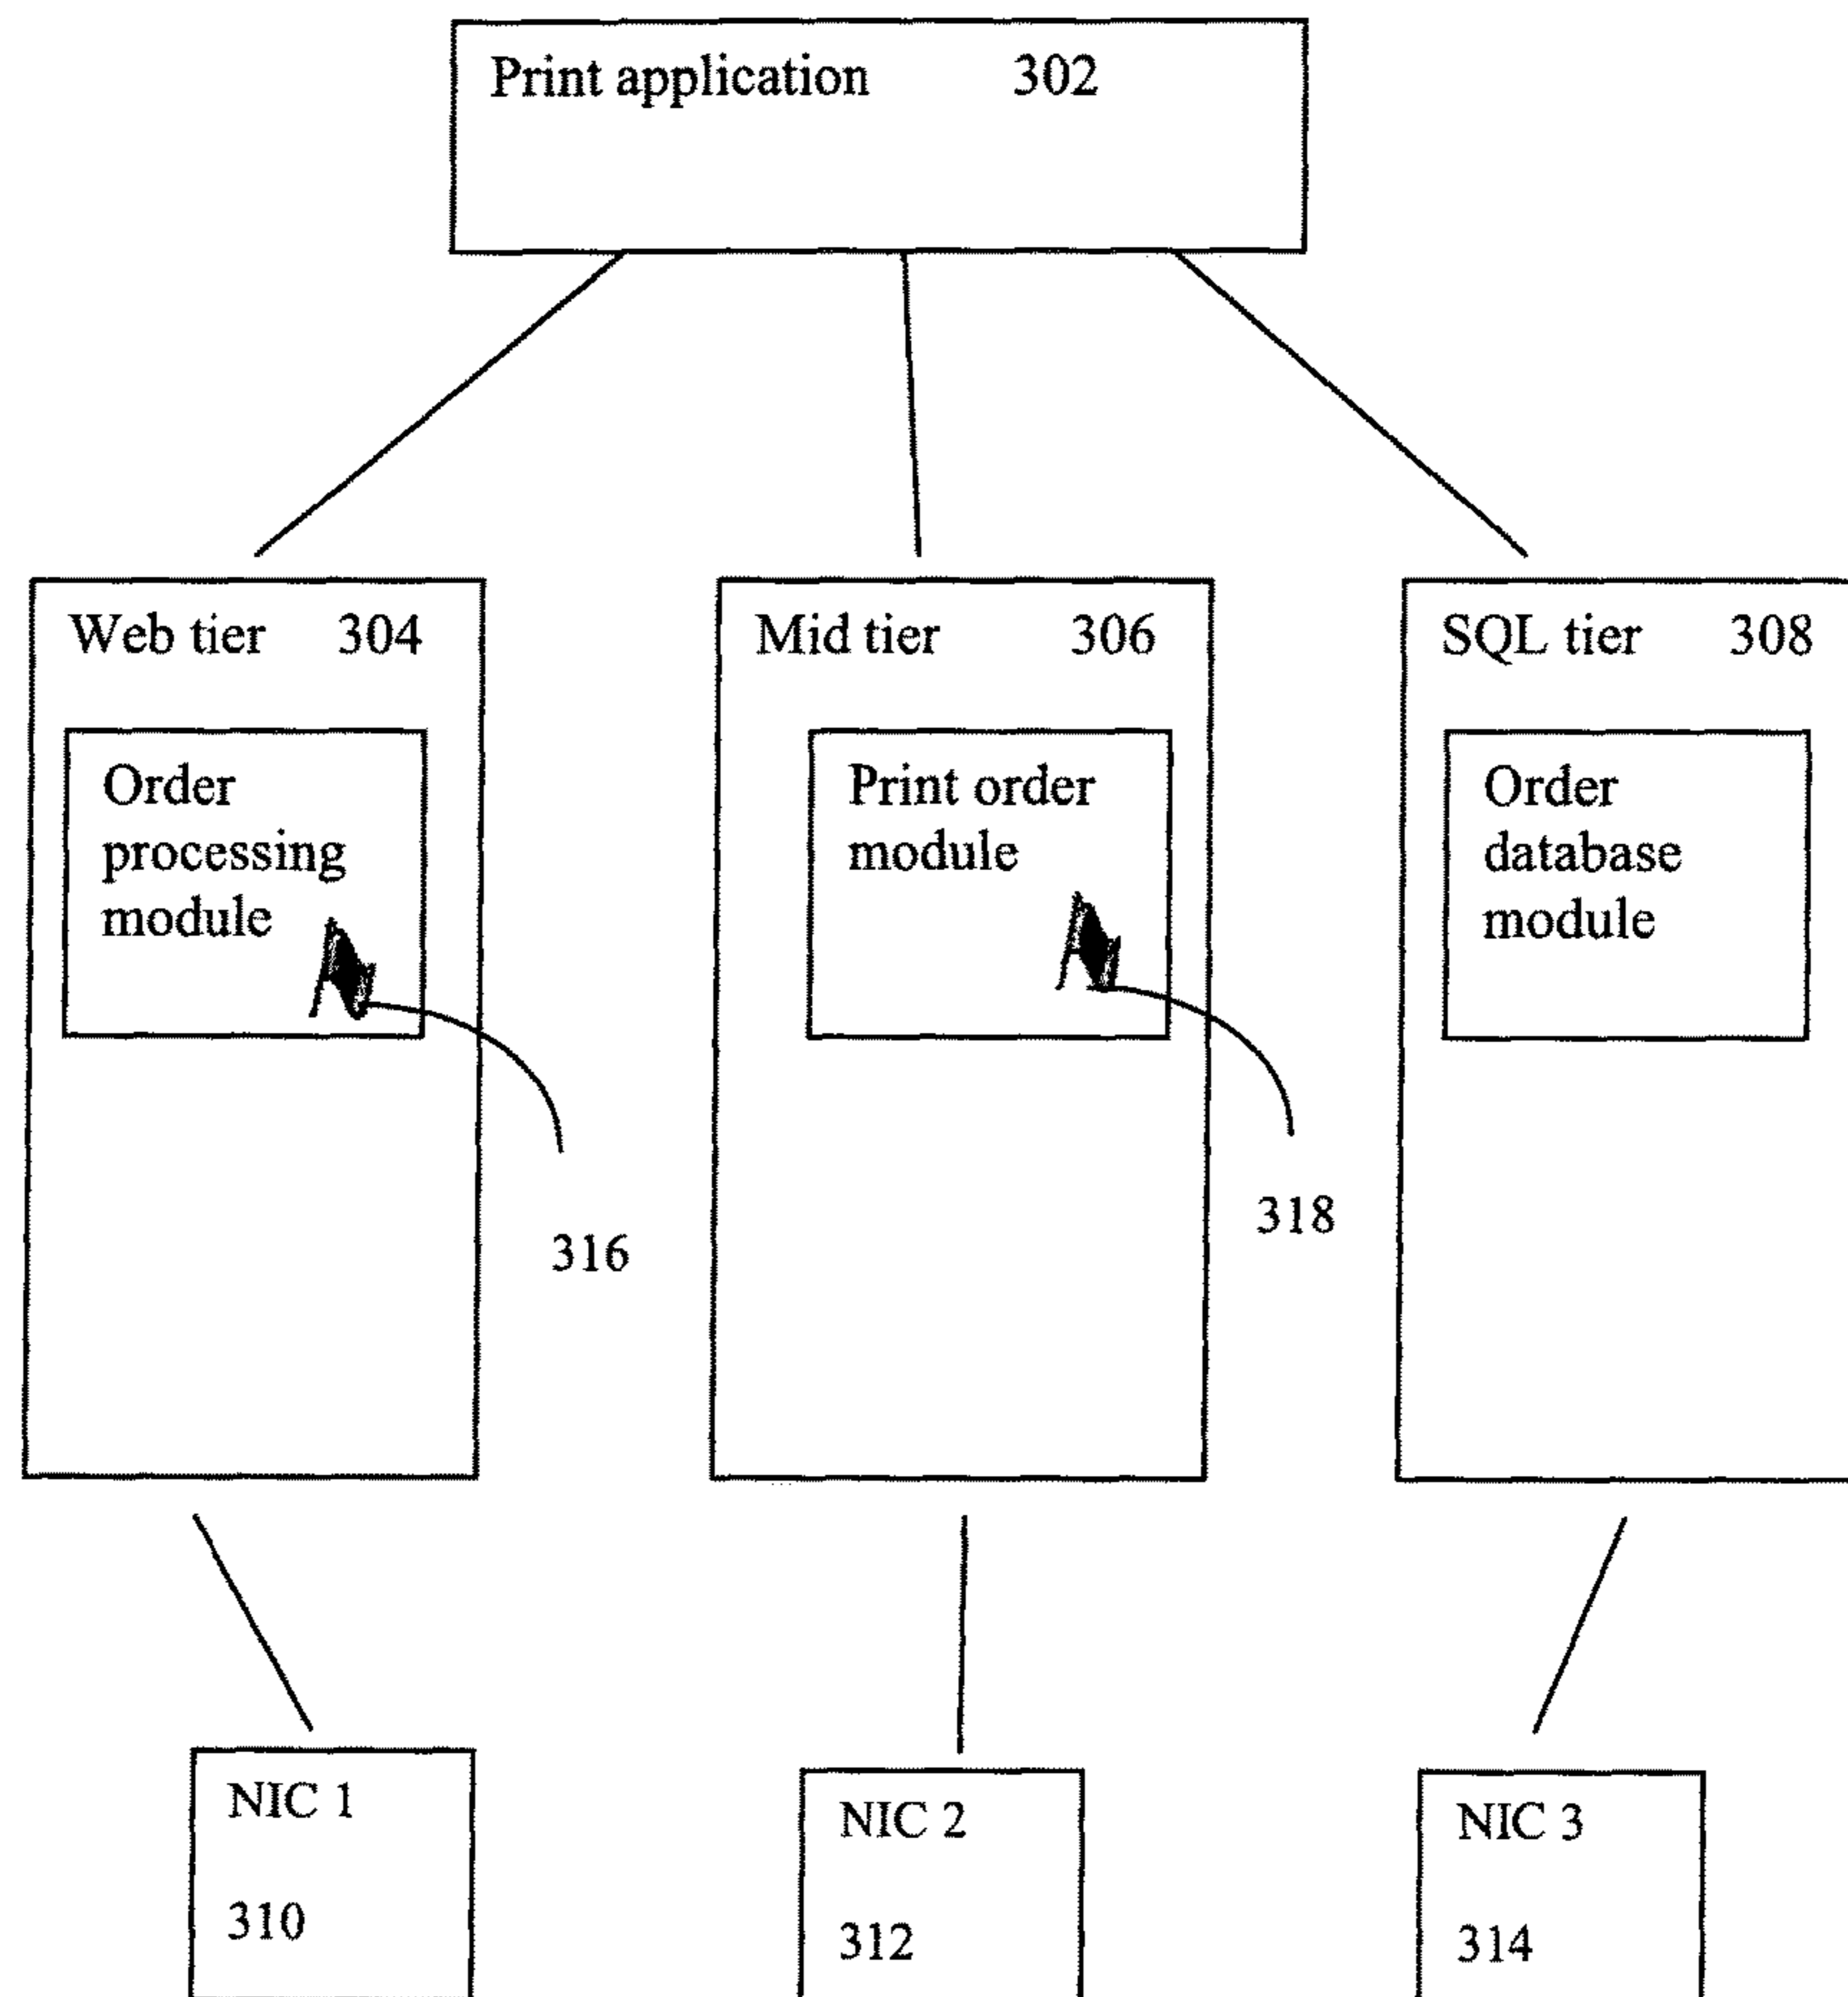 Print application 302
Web tier 304
Order
processing
module
316
Mid tier 306
Print order
module
318
SQL tier 308
Order
database
module
NIC 1
310
NIC 2
312
NIC 3
314